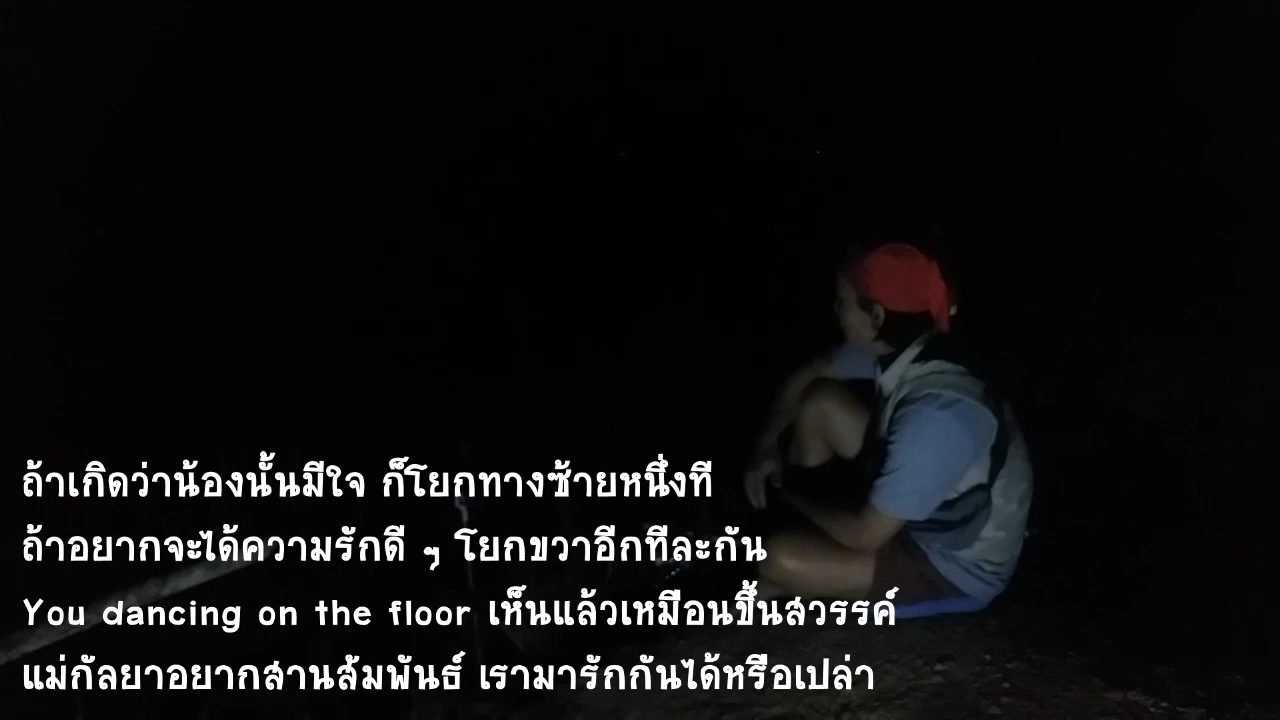 ถ้าเกิดว่าน้องนั้นมีใจ ก็โยกทางซ้ายหนึ่งที
ถ้าอยากจะได้ความรักดี ๆ โยกขวาอีกทีละกัน
You dancing on the floor เห็นแล้วเหมือนขึ้นสวรรค์
แม่กัลยาอยากสานสัมพันธ์ เรามารักกันได้หรือเปล่า